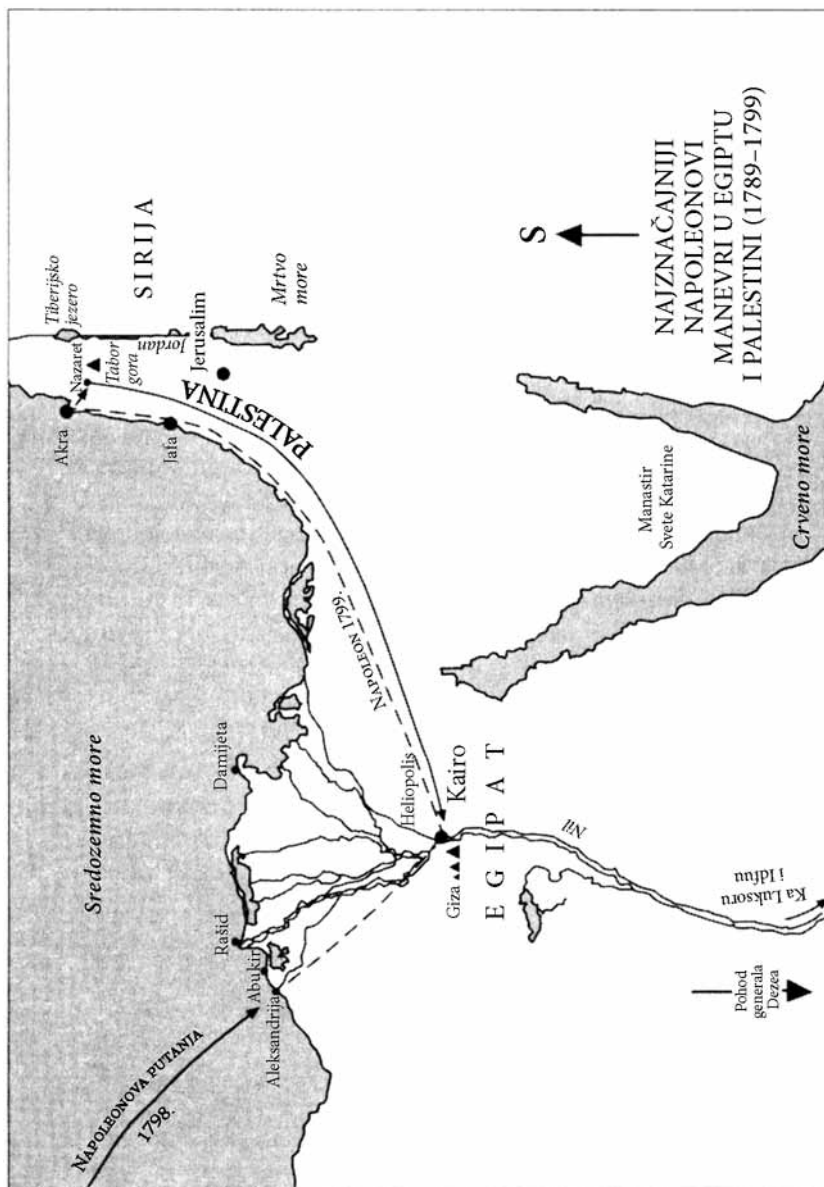 NAPOLEONOVA PUTANJA
1798.
Sredozemno more
Rašid
Abukir
Aleksandrija
Damijeta
Akra
Jafa
Nazaret
Tabor
gora
Tiberijsko
jezero
Jordan
SIRIJA
Jerusalim
PALESTINA
Mrtvo
more
NAPOLEON 1799.
Heliopolis
Kairo
Giza
EGIPAT
Nil
Ka Luksoru
i Idfuu
Pohod
generala
Dezea
Manastir
Svete Katarine
Crveno more
S
NAJZNAČAJNIJI
NAPOLEONOVI
MANEVRI U EGIPTU
I PALESTINI (1789–1799)